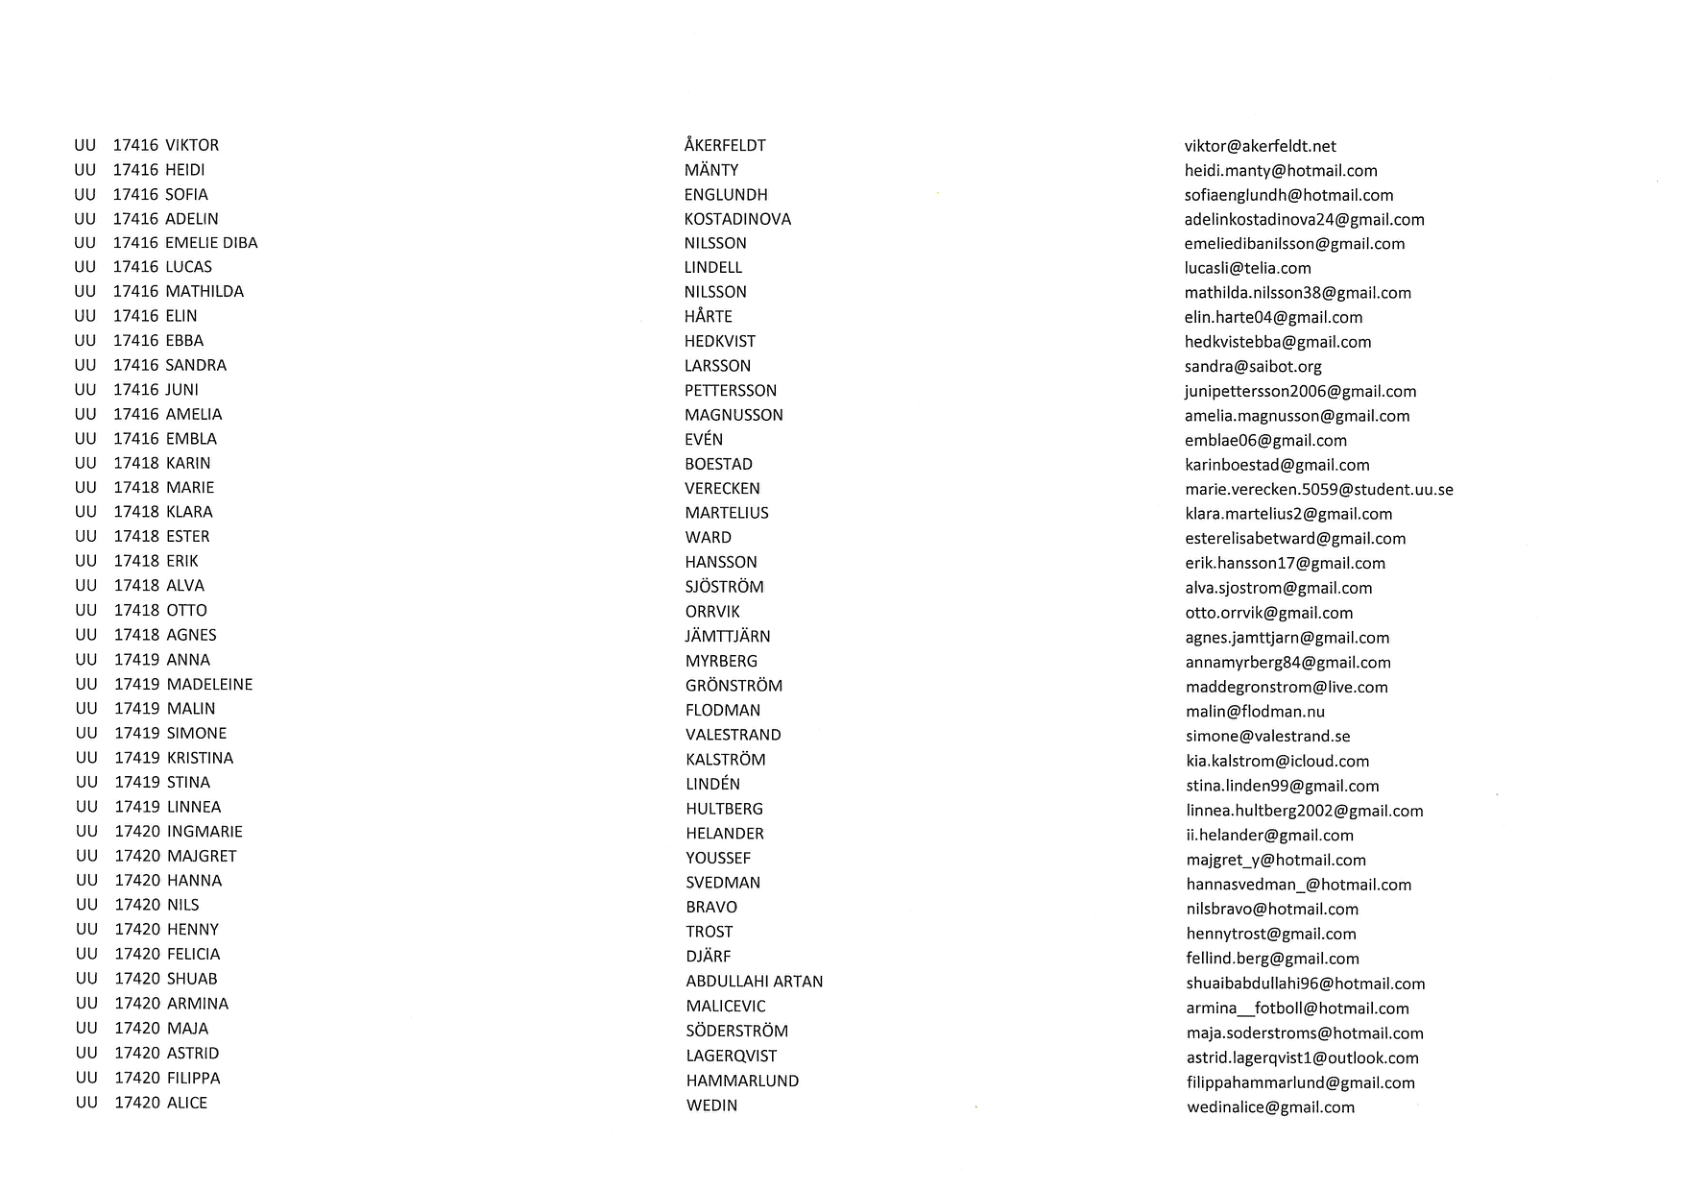 UU 17416 VIKTOR ÅKERFELDT viktor@akerfeldt.net
UU 17416 HEIDI MÄNTY heidi.manty@hotmail.com
UU 17416 SOFIA ENGLUNDH sofiaenglundh@hotmail.com
UU 17416 ADELIN KOSTADINOVA adelinkostadinova24@gmail.com
UU 17416 EMELIE DIBA NILSSON emeliedibanilsson@gmail.com
UU 17416 LUCAS LINDELL lucasli@telia.com
UU 17416 MATHILDA NILSSON mathilda.nilsson38@gmail.com
UU 17416 ELIN HÅRTE elin.harte04@gmail.com
UU 17416 EBBA HEDKVIST hedkvistebba@gmail.com
UU 17416 SANDRA LARSSON sandra@saibot.org
UU 17416 JUNI PETTERSSON junipettersson2006@gmail.com
UU 17416 AMELIA MAGNUSSON amelia.magnusson@gmail.com
UU 17416 EMBLA EVÉN emblae06@gmail.com
UU 17418 KARIN BOESTAD karinboestad@gmail.com
UU 17418 MARIE VERECKEN marie.verecken.5059@student.uu.se
UU 17418 KLARA MARTELIUS klara.martelius2@gmail.com
UU 17418 ESTER WARD esterelisabetward@gmail.com
UU 17418 ERIK HANSSON erik.hansson17@gmail.com
UU 17418 ALVA SJÖSTRÖM alva.sjostrom@gmail.com
UU 17418 OTTO ORRVIK otto.orrvik@gmail.com
UU 17418 AGNES JÄMTTJÄRN agnes.jamttjarn@gmail.com
UU 17419 ANNA MYRBERG annamyrberg84@gmail.com
UU 17419 MADELEINE GRÖNSTRÖM maddegronstrom@live.com
UU 17419 MALIN FLODMAN malin@flodman.nu
UU 17419 SIMONE VALESTRAND simone@valestrand.se
UU 17419 KRISTINA KALSTRÖM kia.kalstrom@icloud.com
UU 17419 STINA LINDÉN stina.linden99@gmail.com
UU 17419 LINNEA HULTBERG linnea.hultberg2002@gmail.com
UU 17420 INGMARIE HELANDER ii.helander@gmail.com
UU 17420 MAJGRET YOUSSEF majgret_y@hotmail.com
UU 17420 HANNA SVEDMAN hannasvedman_@hotmail.com
UU 17420 NILS BRAVO nilsbravo@hotmail.com
UU 17420 HENNY TROST hennytrost@gmail.com
UU 17420 FELICIA DJÄRF fellind.berg@gmail.com
UU 17420 SHUAB ABDULLAHI ARTAN shuaibabdullahi96@hotmail.com
UU 17420 ARMINA MALICEVIC armina__fotboll@hotmail.com
UU 17420 MAJA SÖDERSTRÖM maja.soderstroms@hotmail.com
UU 17420 ASTRID LAGERQVIST astrid.lagerqvist1@outlook.com
UU 17420 FILIPPA HAMMARLUND filippahammarlund@gmail.com
UU 17420 ALICE WEDIN wedinalice@gmail.com